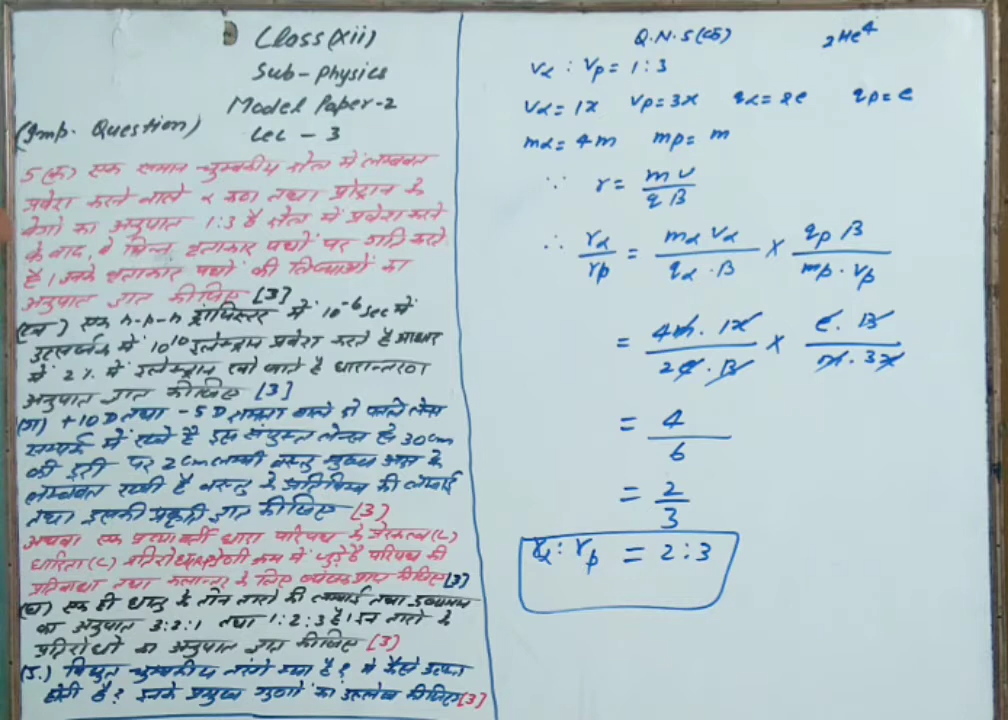 Class (xii)
Sub-Physics
Model Paper-2
(Imp. Question) Lec - 3
5 (क) एक समान चुम्बकीय क्षेत्र में लम्बवत
प्रवेश करने वाले α कण तथा प्रोटान के
वेगो का अनुपात 1:3 है क्षेत्र में प्रवेश करने
के बाद, वे भिन्न वृताकार पथों पर गति करते
है। उनके वृताकार पथों की त्रिज्याओं का
अनुपात ज्ञात कीजिए [3]
(ख) एक n-p-n ट्रांजिस्टर में 10⁻⁶ sec में
उत्सर्जक में 10¹⁰ इलेक्ट्रान प्रवेश करते है आधार
में 2% में इलेक्ट्रान खो जाते है धारान्तरण
अनुपात ज्ञात कीजिए [3]
(ग) +10 D तथा -5 D क्षमता वाले दो पतले लेंस
सम्पर्क में रखे है इस संयुक्त लेन्स से 30 cm
की दूरी पर 2 cm लम्बी वस्तु मुख्य अक्ष के
लम्बवत रखी है वस्तु के प्रतिबिम्ब की लम्बाई
तथा इसकी प्रकृति ज्ञात कीजिए [3]
अथवा एक प्रत्यावर्ती धारा परिपथ के प्रेरकत्व (L)
धारिता (C) प्रतिरोध (R) श्रेणी क्रम में जुड़े है परिपथ की
प्रतिबाधा तथा कलान्तर के लिए व्यंजक प्राप्त कीजिए [3]
(घ) एक ही धातु के तीन तारो की लम्बाई तथा द्रव्यमान
का अनुपात 3:2:1 तथा 1:2:3 है। इन तारो के
प्रतिरोधो का अनुपात ज्ञात कीजिए [3]
(ङ.) विद्युत चुम्बकीय तरंगे क्या है? ये कैसे उत्पन्न
होती है? इनके प्रमुख गुणों का उल्लेख कीजिए [3]
Q.N. 5 (क) ₂He⁴
vα : vp = 1 : 3
vα = 1x vp = 3x qα = 2e qp = e
mα = 4m mp = m
∵ r = mv / qB
∴ rα / rp = mα vα / qα . B × qp B / mp . vp
= 4m . 1x / 2e . B × e . B / m . 3x
= 4 / 6
= 2 / 3
rα : rp = 2 : 3